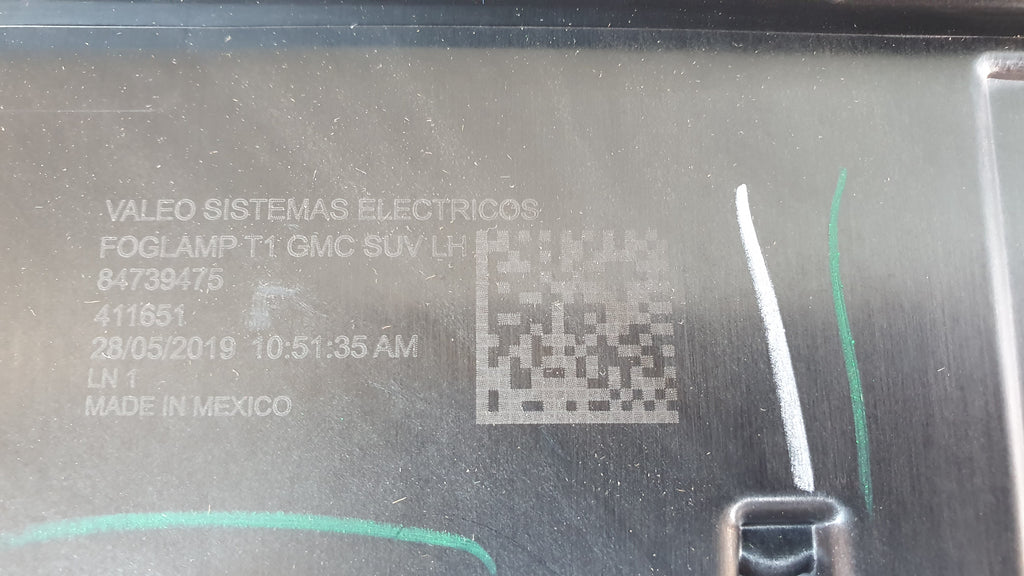 VALEO SISTEMAS ELECTRICOS
FOGLAMP T1 GMC SUV LH
84739475
411651
28/05/2019 10:51:35 AM
LN 1
MADE IN MEXICO